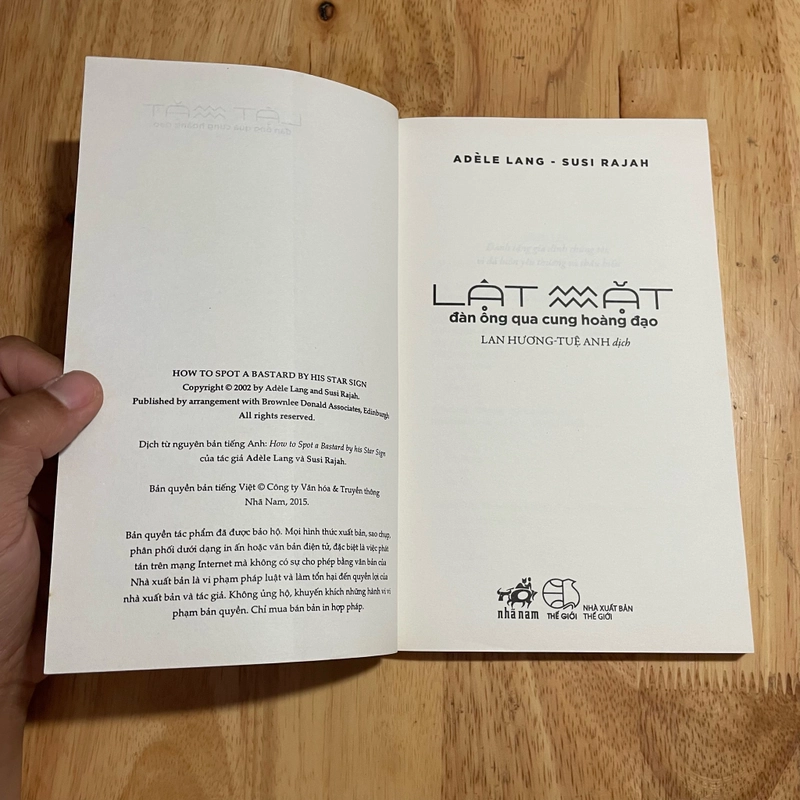 HOW TO SPOT A BASTARD BY HIS STAR SIGN
Copyright © 2002 by Adèle Lang and Susi Rajah.
Published by arrangement with Brownlee Donald Associates, Edinburgh
All rights reserved.
Dịch từ nguyên bản tiếng Anh: How to Spot a Bastard by his Star Sign
của tác giả Adèle Lang và Susi Rajah.
Bản quyền bản tiếng Việt © Công ty Văn hóa & Truyền thông
Nhã Nam, 2015.
Bản quyền tác phẩm đã được bảo hộ. Mọi hình thức xuất bản, sao chụp,
phân phối dưới dạng in ấn hoặc văn bản điện tử, đặc biệt là việc phát
tán trên mạng Internet mà không có sự cho phép bằng văn bản của
Nhà xuất bản là vi phạm pháp luật và làm tổn hại đến quyền lợi của
nhà xuất bản và tác giả. Không ủng hộ, khuyến khích những hành vi vi
phạm bản quyền. Chỉ mua bán bản in hợp pháp.
ADÈLE LANG - SUSI RAJAH
LẬT MẶT
đàn ông qua cung hoàng đạo
LAN HƯƠNG-TUỆ ANH dịch
nhã nam
THẾ GIỚI
NHÀ XUẤT BẢN
THẾ GIỚI